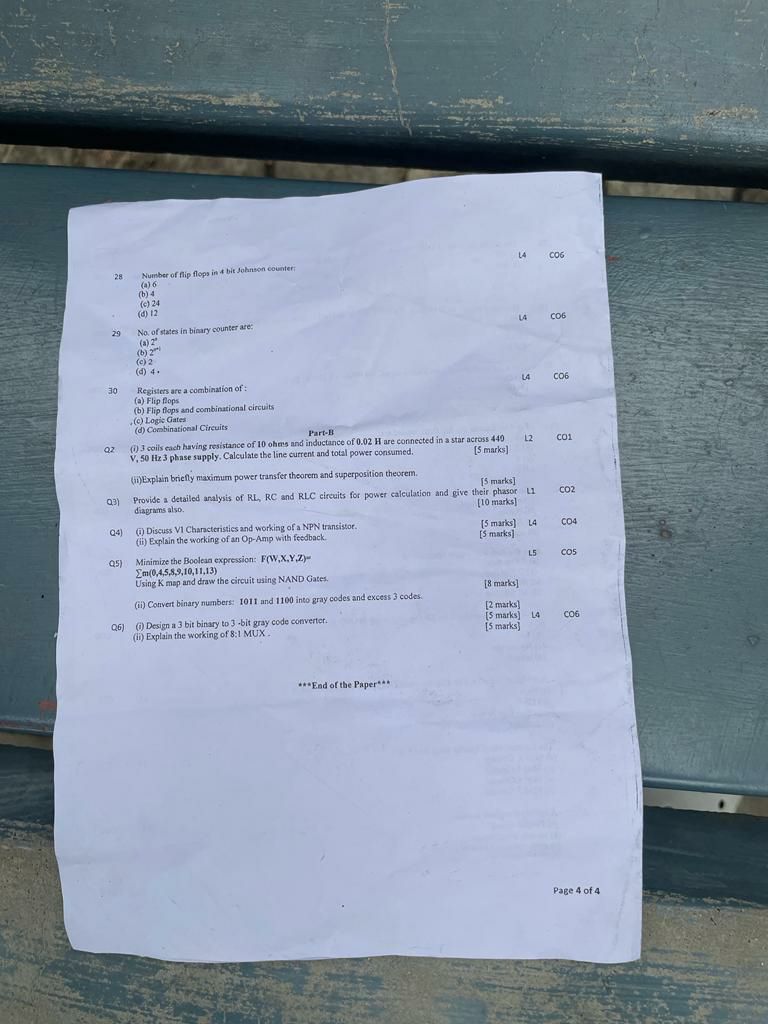 28 Number of flip flops in 4 bit Johnson counter: L4 CO6
(a) 6
(b) 4
(c) 24
(d) 12
29 No. of states in binary counter are: L4 CO6
(a) 2ⁿ
(b) 2ⁿ⁺¹
(c) 2
(d) 4
30 Registers are a combination of : L4 CO6
(a) Flip flops
(b) Flip flops and combinational circuits
(c) Logic Gates
(d) Combinational Circuits
Part-B
Q2 (i) 3 coils each having resistance of 10 ohms and inductance of 0.02 H are connected in a star across 440 L2 CO1
V, 50 Hz 3 phase supply. Calculate the line current and total power consumed. [5 marks]
(ii)Explain briefly maximum power transfer theorem and superposition theorem.
[5 marks]
Q3) Provide a detailed analysis of RL, RC and RLC circuits for power calculation and give their phasor L1 CO2
diagrams also. [10 marks]
Q4) (i) Discuss VI Characteristics and working of a NPN transistor. [5 marks] L4 CO4
(ii) Explain the working of an Op-Amp with feedback. [5 marks]
Q5) Minimize the Boolean expression: F(W,X,Y,Z)= L5 CO5
∑m(0,4,5,8,9,10,11,13)
Using K map and draw the circuit using NAND Gates. [8 marks]
(ii) Convert binary numbers: 1011 and 1100 into gray codes and excess 3 codes.
[2 marks]
Q6) (i) Design a 3 bit binary to 3 -bit gray code converter. [5 marks] L4 CO6
(ii) Explain the working of 8:1 MUX . [5 marks]
***End of the Paper***
Page 4 of 4